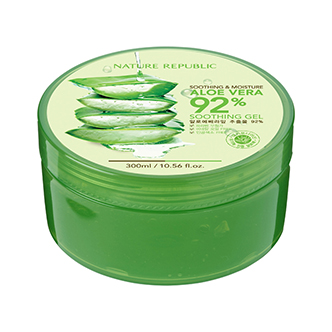 NATURE REPUBLIC
SOOTHING & MOISTURE
ALOE VERA
92%
SOOTHING GEL
300ml / 10.56 fl.oz.